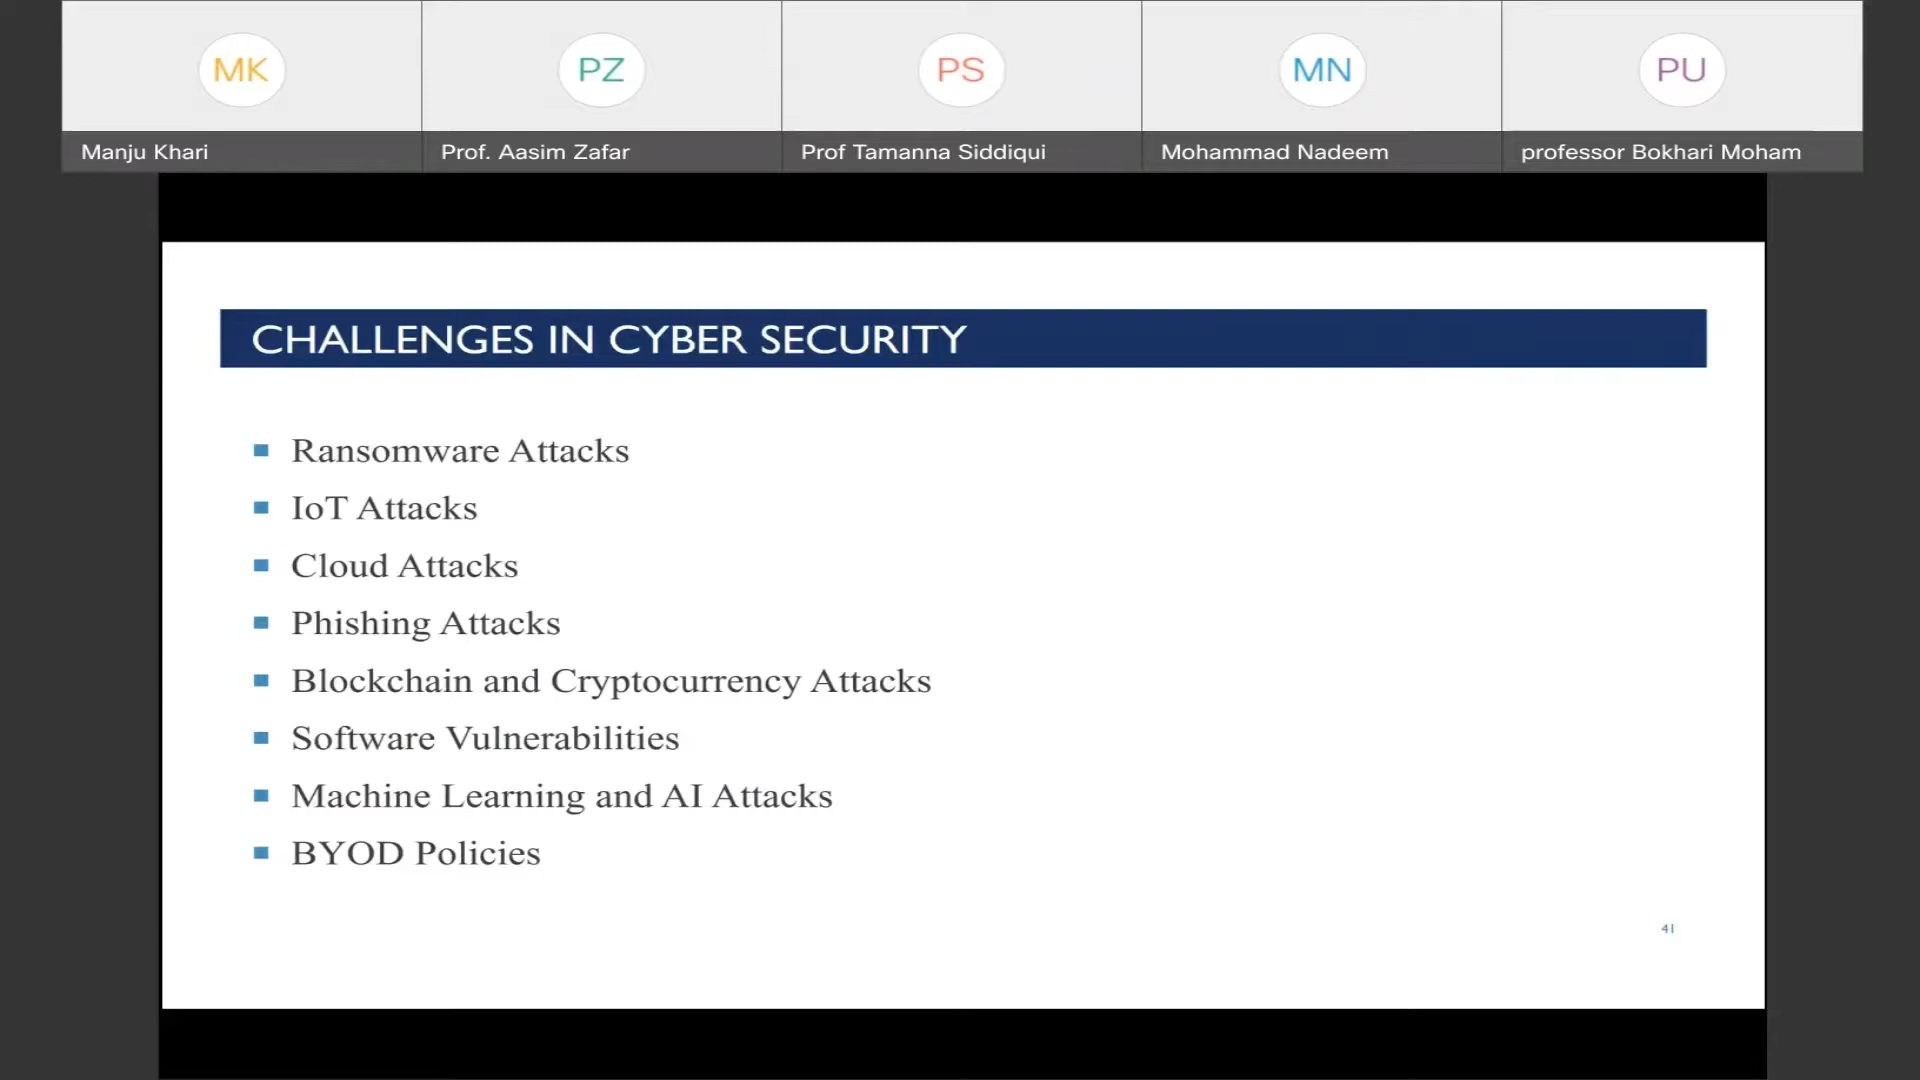 MK
PZ
PS
MN
PU
Manju Khari
Prof. Aasim Zafar
Prof Tamanna Siddiqui
Mohammad Nadeem
professor Bokhari Moham
CHALLENGES IN CYBER SECURITY
Ransomware Attacks
IoT Attacks
Cloud Attacks
Phishing Attacks
Blockchain and Cryptocurrency Attacks
Software Vulnerabilities
Machine Learning and AI Attacks
BYOD Policies
41